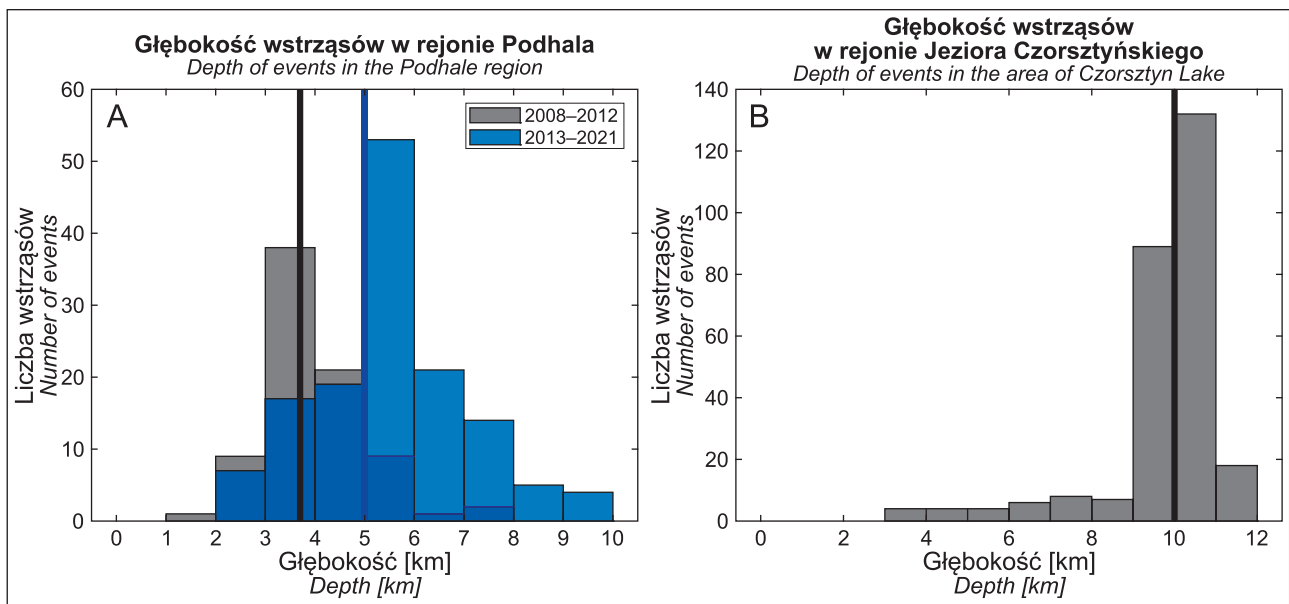 Głębokość wstrząsów w rejonie Podhala
Depth of events in the Podhale region
A
2008–2012
2013–2021
60
50
40
30
20
10
0
Liczba wstrząsów
Number of events
0 1 2 3 4 5 6 7 8 9 10
Głębokość [km]
Depth [km]
Głębokość wstrząsów
w rejonie Jeziora Czorsztyńskiego
Depth of events in the area of Czorsztyn Lake
B
140
120
100
80
60
40
20
0
Liczba wstrząsów
Number of events
0 2 4 6 8 10 12
Głębokość [km]
Depth [km]